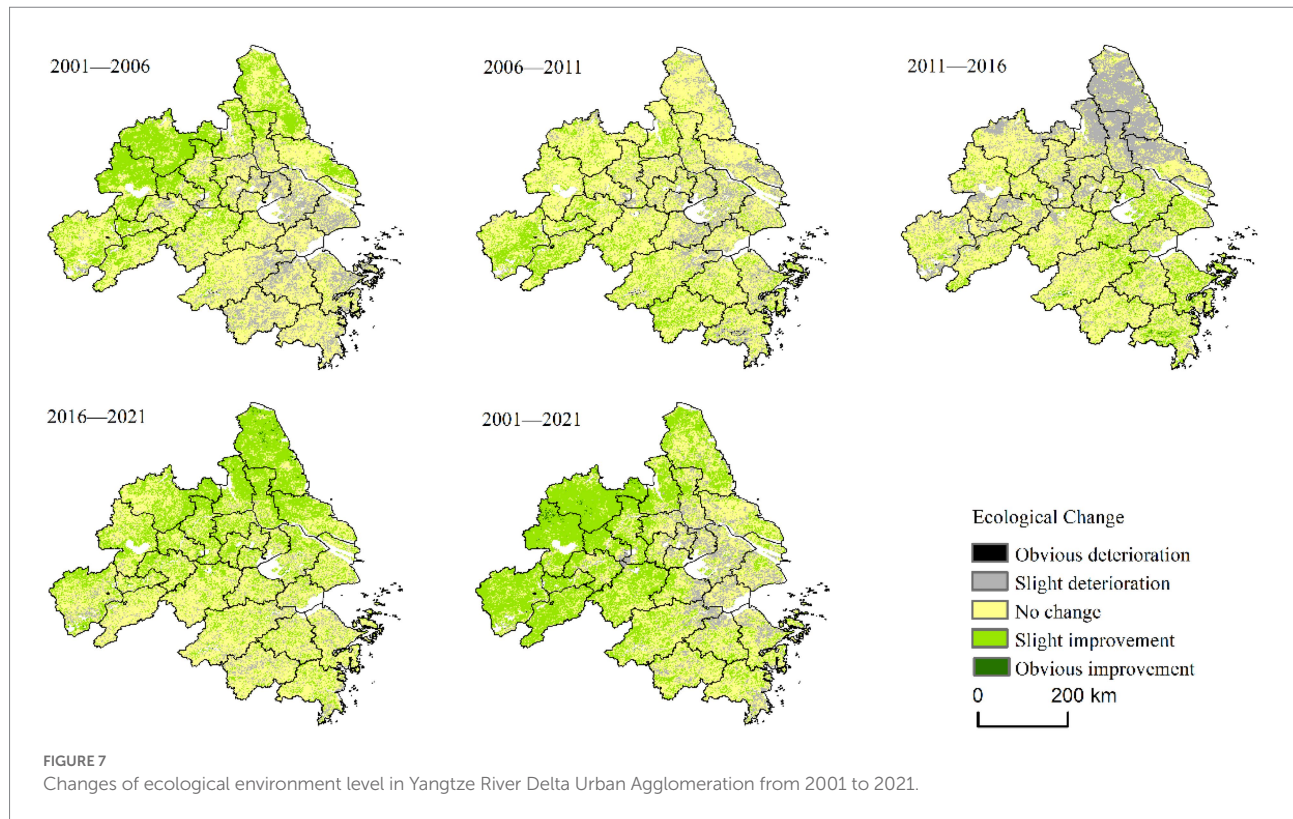 2001—2006
2006—2011
2011—2016
2016—2021
2001—2021
Ecological Change
Obvious deterioration
Slight deterioration
No change
Slight improvement
Obvious improvement
0 200 km
FIGURE 7
Changes of ecological environment level in Yangtze River Delta Urban Agglomeration from 2001 to 2021.